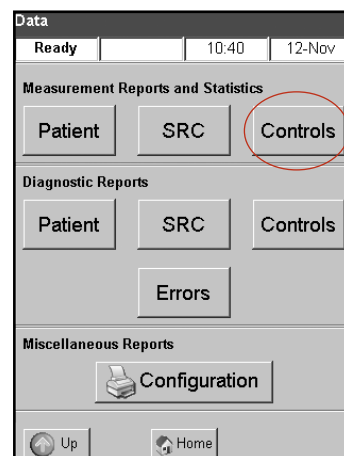 Data
Ready 10:40 12-Nov
Measurement Reports and Statistics
Patient SRC Controls
Diagnostic Reports
Patient SRC Controls
Errors
Miscellaneous Reports
Configuration
Up Home